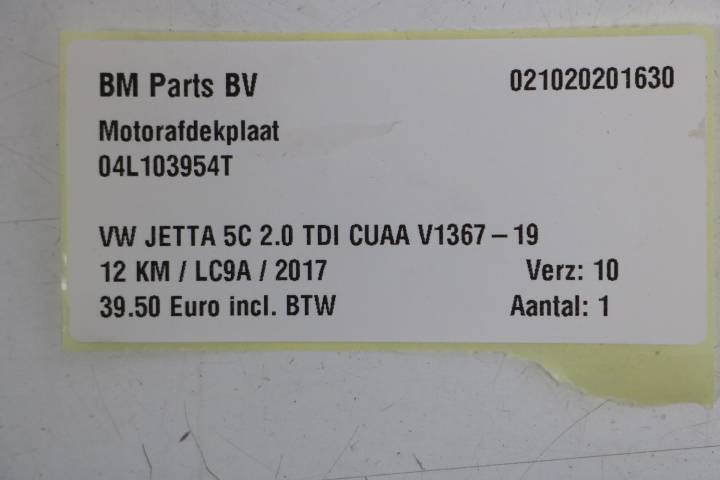 BM Parts BV 021020201630
Motorafdekplaat
04L103954T
VW JETTA 5C 2.0 TDI CUAA V1367-19
12 KM / LC9A / 2017 Verz: 10
39.50 Euro incl. BTW Aantal: 1